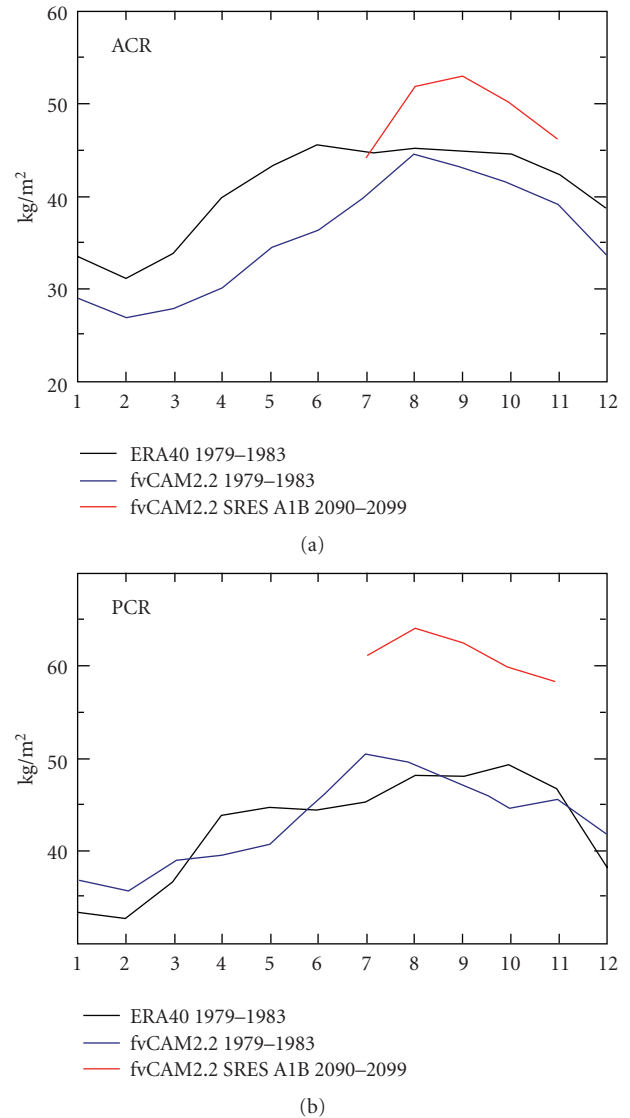 60
ACR
50
kg/m²
40
30
20
1 2 3 4 5 6 7 8 9 10 11 12
ERA40 1979–1983
fvCAM2.2 1979–1983
fvCAM2.2 SRES A1B 2090–2099
(a)
PCR
60
kg/m²
50
40
1 2 3 4 5 6 7 8 9 10 11 12
ERA40 1979–1983
fvCAM2.2 1979–1983
fvCAM2.2 SRES A1B 2090–2099
(b)